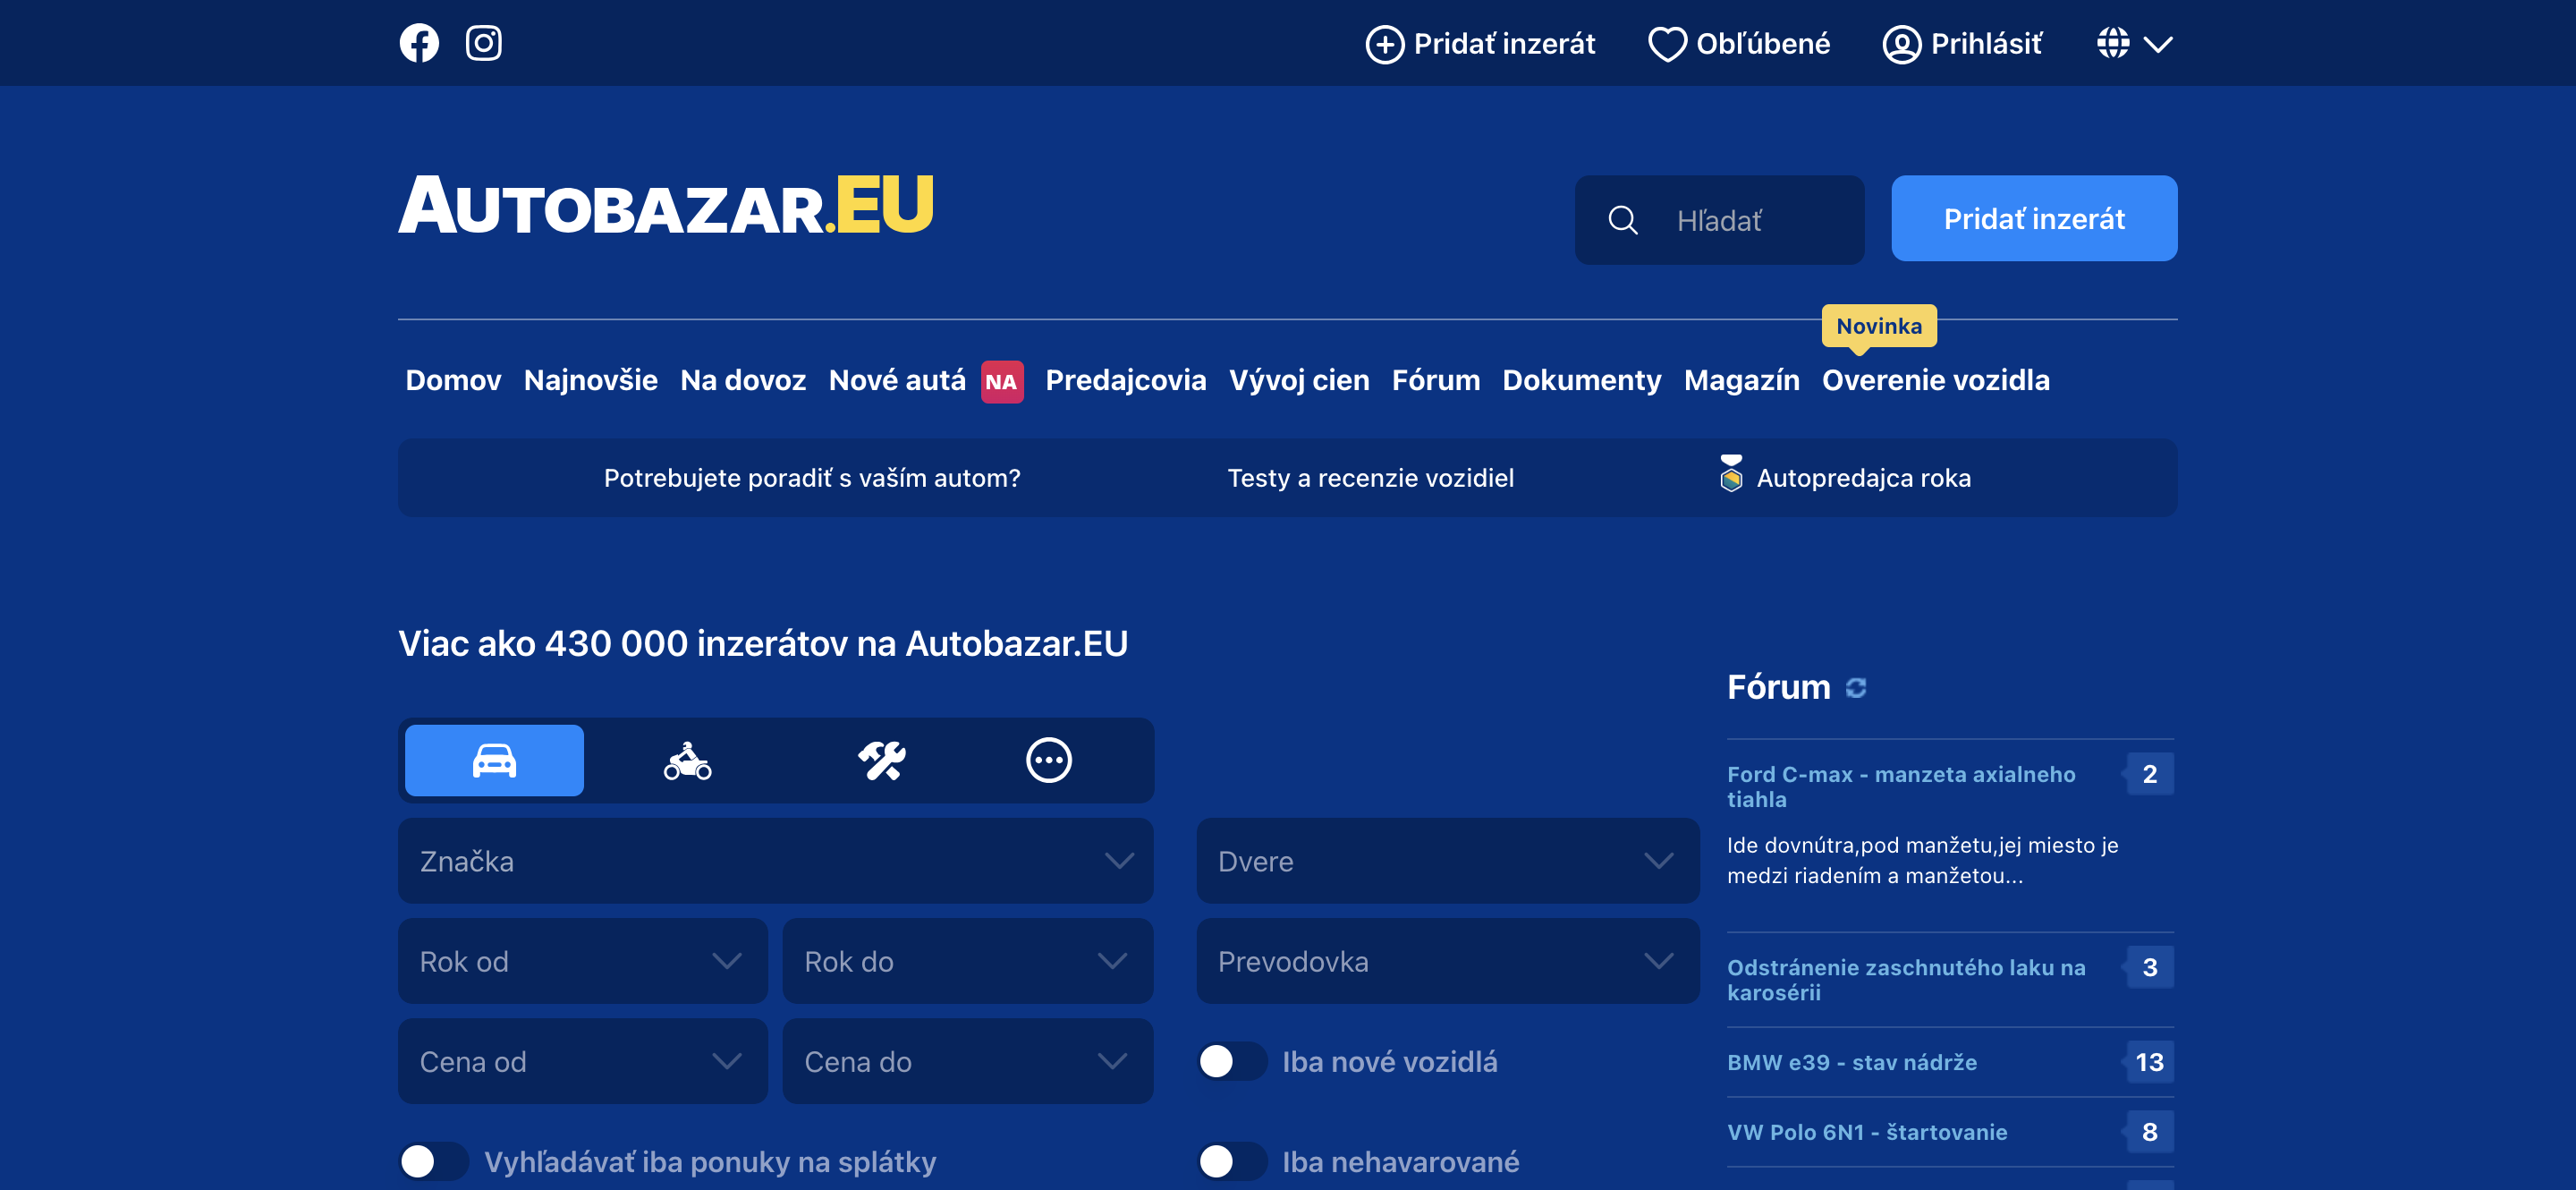 Pridať inzerát Obľúbené Prihlásiť
AUTOBAZAR.EU
Hľadať
Pridať inzerát
Novinka
Domov Najnovšie Na dovoz Nové autá NA Predajcovia Vývoj cien Fórum Dokumenty Magazín Overenie vozidla
Potrebujete poradiť s vaším autom? Testy a recenzie vozidiel Autopredajca roka
Viac ako 430 000 inzerátov na Autobazar.EU
Značka
Rok od Rok do
Cena od Cena do
Vyhľadávať iba ponuky na splátky
Dvere
Prevodovka
Iba nové vozidlá
Iba nehavarované
Fórum
Ford C-max - manzeta axialneho
tiahla
2
Ide dovnútra,pod manžetu,jej miesto je
medzi riadením a manžetou...
Odstránenie zaschnutého laku na
karosérii
3
BMW e39 - stav nádrže 13
VW Polo 6N1 - štartovanie 8